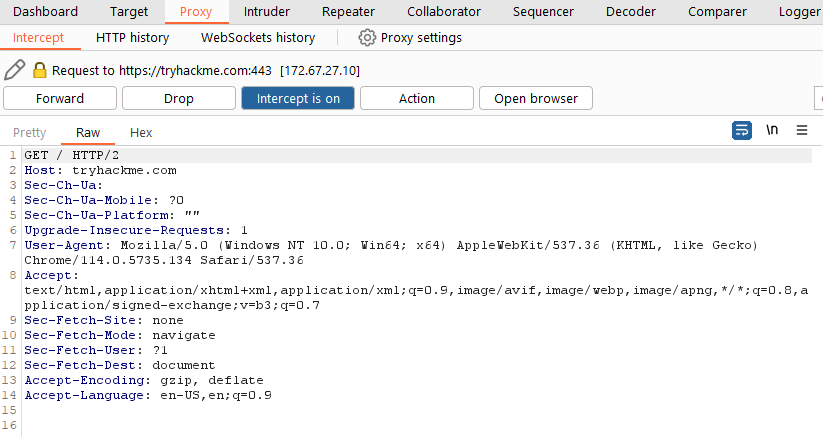 Dashboard Target Proxy Intruder Repeater Collaborator Sequencer Decoder Comparer Logger
Intercept HTTP history WebSockets history Proxy settings
Request to https://tryhackme.com:443 [172.67.27.10]
Forward Drop Intercept is on Action Open browser
Pretty Raw Hex \n
1 GET / HTTP/2
2 Host: tryhackme.com
3 Sec-Ch-Ua:
4 Sec-Ch-Ua-Mobile: ?0
5 Sec-Ch-Ua-Platform: ""
6 Upgrade-Insecure-Requests: 1
7 User-Agent: Mozilla/5.0 (Windows NT 10.0; Win64; x64) AppleWebKit/537.36 (KHTML, like Gecko)
Chrome/114.0.5735.134 Safari/537.36
8 Accept:
text/html,application/xhtml+xml,application/xml;q=0.9,image/avif,image/webp,image/apng,*/*;q=0.8,a
pplication/signed-exchange;v=b3;q=0.7
9 Sec-Fetch-Site: none
10 Sec-Fetch-Mode: navigate
11 Sec-Fetch-User: ?1
12 Sec-Fetch-Dest: document
13 Accept-Encoding: gzip, deflate
14 Accept-Language: en-US,en;q=0.9
15
16